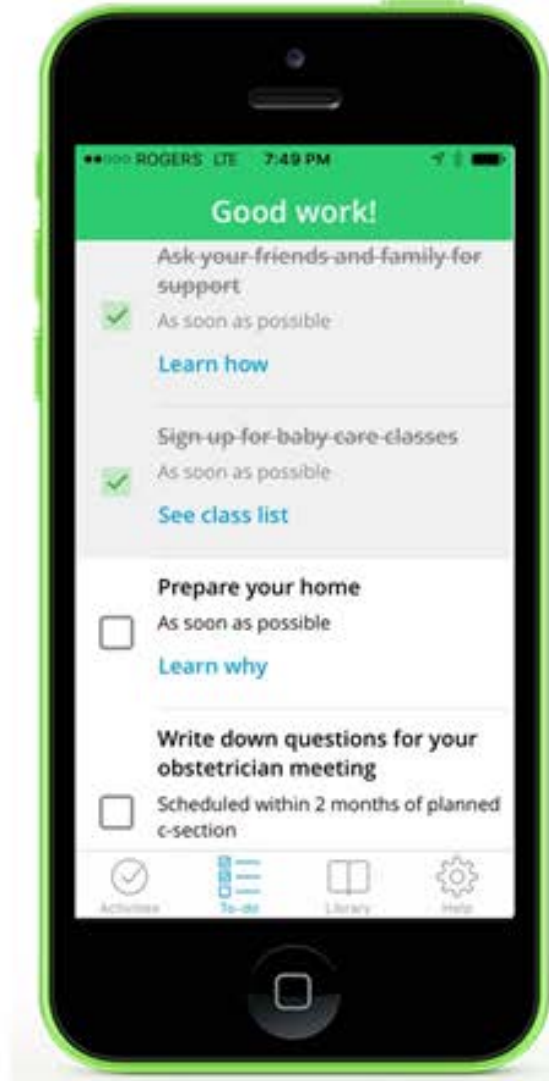 ROGERS LTE 7:49 PM
Good work!
Ask your friends and family for
support
As soon as possible
Learn how
Sign up for baby care classes
As soon as possible
See class list
Prepare your home
As soon as possible
Learn why
Write down questions for your
obstetrician meeting
Scheduled within 2 months of planned
c-section
Activities To-do Library Help